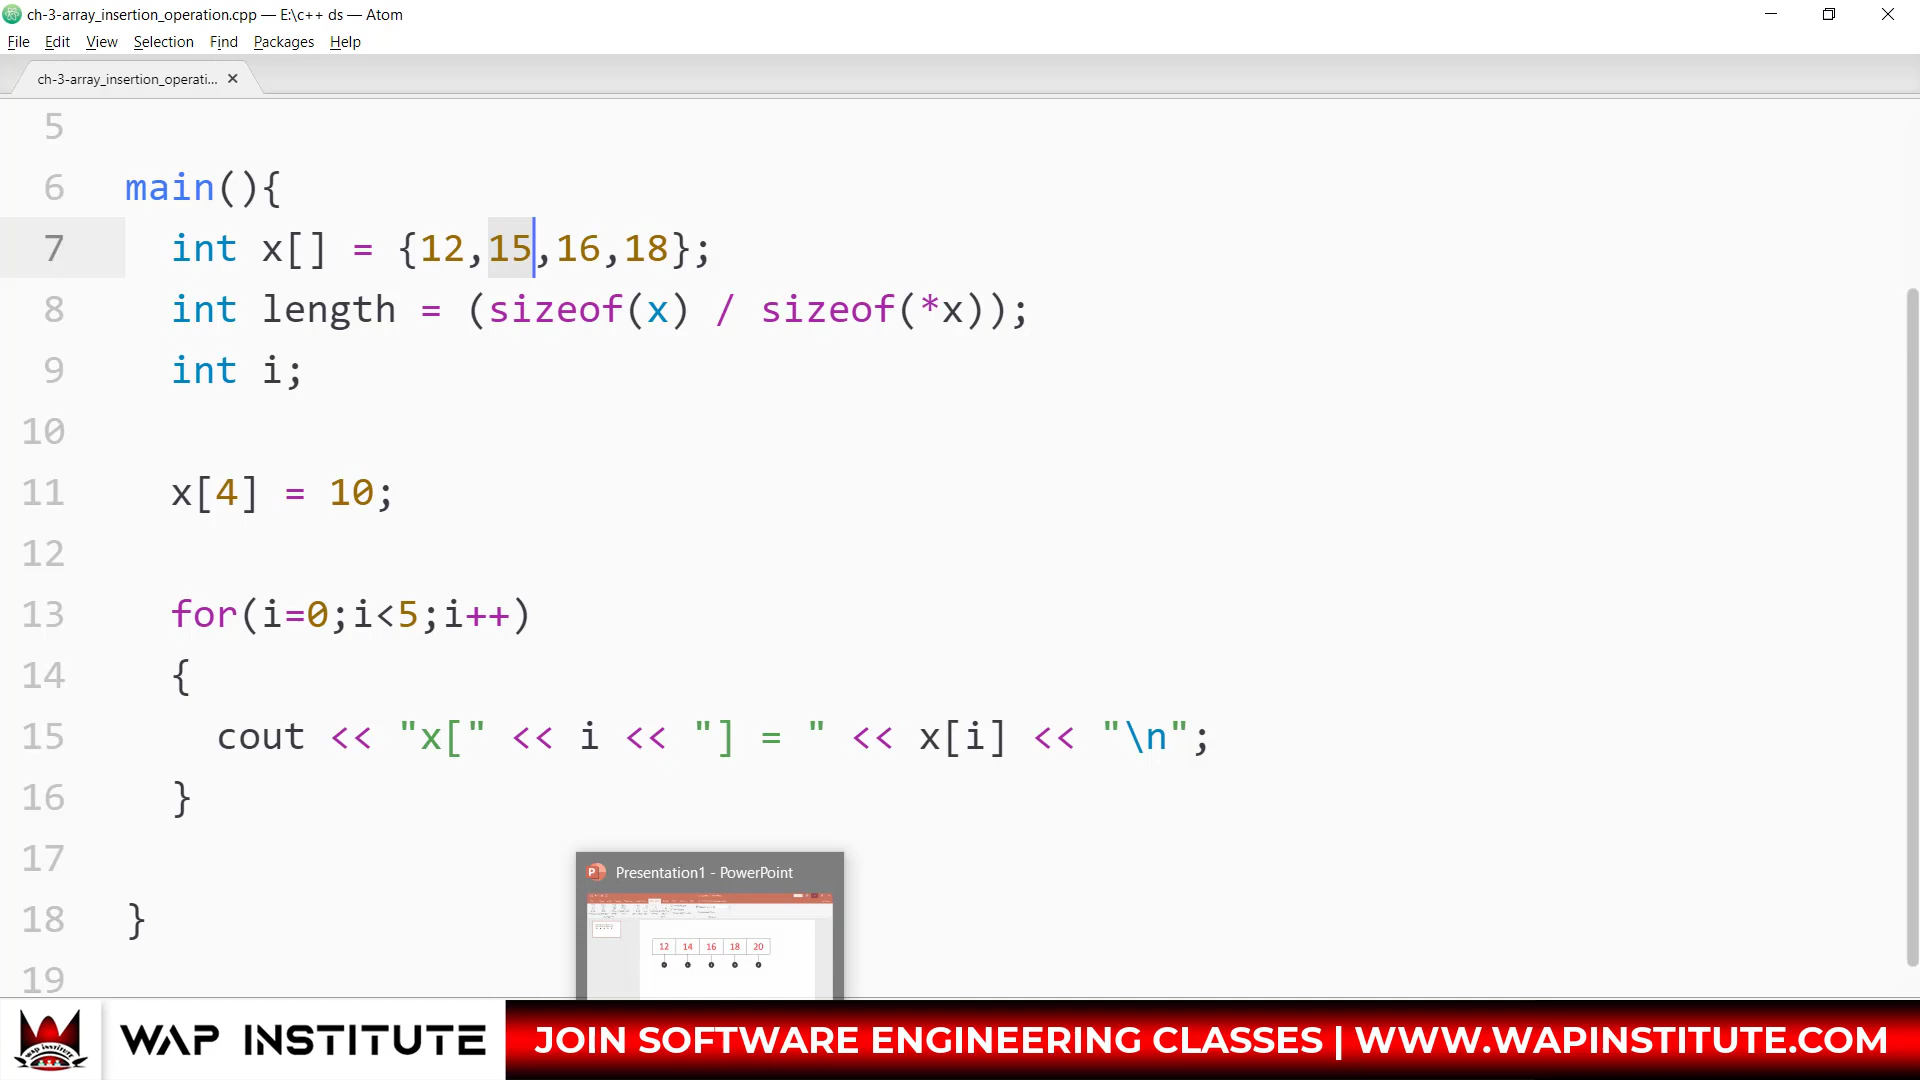 ch-3-array_insertion_operation.cpp — E:\c++ ds — Atom
File Edit View Selection Find Packages Help
ch-3-array_insertion_operati...
5
6 main(){
7 int x[] = {12,15,16,18};
8 int length = (sizeof(x) / sizeof(*x));
9 int i;
10
11 x[4] = 10;
12
13 for(i=0;i<5;i++)
14 {
15 cout << "x[" << i << "] = " << x[i] << "\n";
16 }
17
18 }
19
Presentation1 - PowerPoint
12 14 16 18 20
WAP INSTITUTE
JOIN SOFTWARE ENGINEERING CLASSES | WWW.WAPINSTITUTE.COM